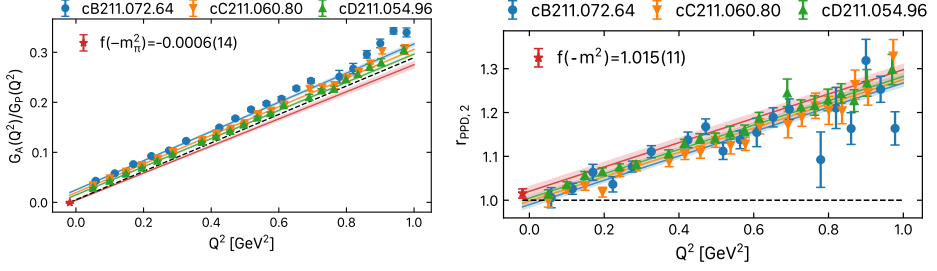 cB211.072.64 cC211.060.80 cD211.054.96
f(−m²π)=-0.0006(14)
G_A(Q²)/G_P(Q²)
0.3
0.2
0.1
0.0
0.0 0.2 0.4 0.6 0.8 1.0
Q² [GeV²]
cB211.072.64 cC211.060.80 cD211.054.96
f(−m²)=1.015(11)
r_PPD, 2
1.3
1.2
1.1
1.0
0.0 0.2 0.4 0.6 0.8 1.0
Q² [GeV²]